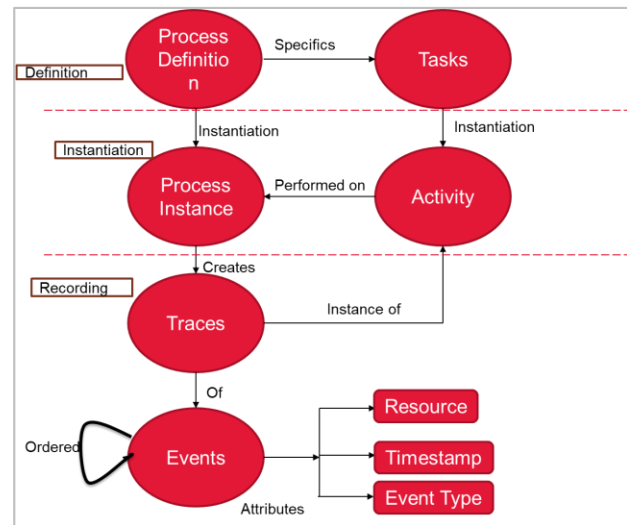 Process
Definitio
n
Specifics
Tasks
Definition
Instantiation
Instantiation
Instantiation
Process
Instance
Performed on
Activity
Creates
Recording
Traces
Instance of
Of
Ordered
Events
Resource
Timestamp
Event Type
Attributes